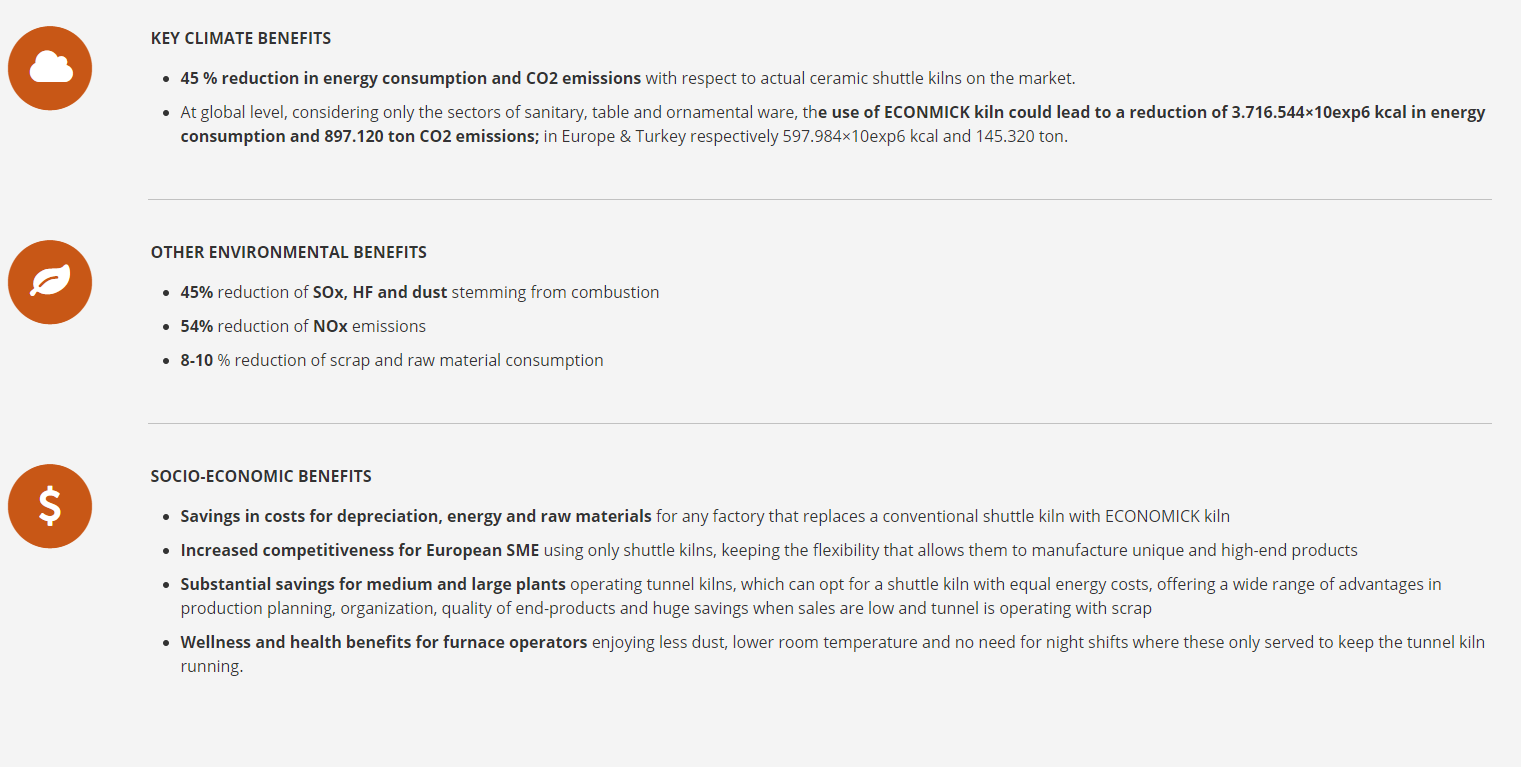 KEY CLIMATE BENEFITS
45 % reduction in energy consumption and CO2 emissions with respect to actual ceramic shuttle kilns on the market.
At global level, considering only the sectors of sanitary, table and ornamental ware, the use of ECONMICK kiln could lead to a reduction of 3.716.544×10exp6 kcal in energy
consumption and 897.120 ton CO2 emissions; in Europe & Turkey respectively 597.984×10exp6 kcal and 145.320 ton.
OTHER ENVIRONMENTAL BENEFITS
45% reduction of SOx, HF and dust stemming from combustion
54% reduction of NOx emissions
8-10 % reduction of scrap and raw material consumption
$
SOCIO-ECONOMIC BENEFITS
Savings in costs for depreciation, energy and raw materials for any factory that replaces a conventional shuttle kiln with ECONOMICK kiln
Increased competitiveness for European SME using only shuttle kilns, keeping the flexibility that allows them to manufacture unique and high-end products
Substantial savings for medium and large plants operating tunnel kilns, which can opt for a shuttle kiln with equal energy costs, offering a wide range of advantages in
production planning, organization, quality of end-products and huge savings when sales are low and tunnel is operating with scrap
Wellness and health benefits for furnace operators enjoying less dust, lower room temperature and no need for night shifts where these only served to keep the tunnel kiln
running.